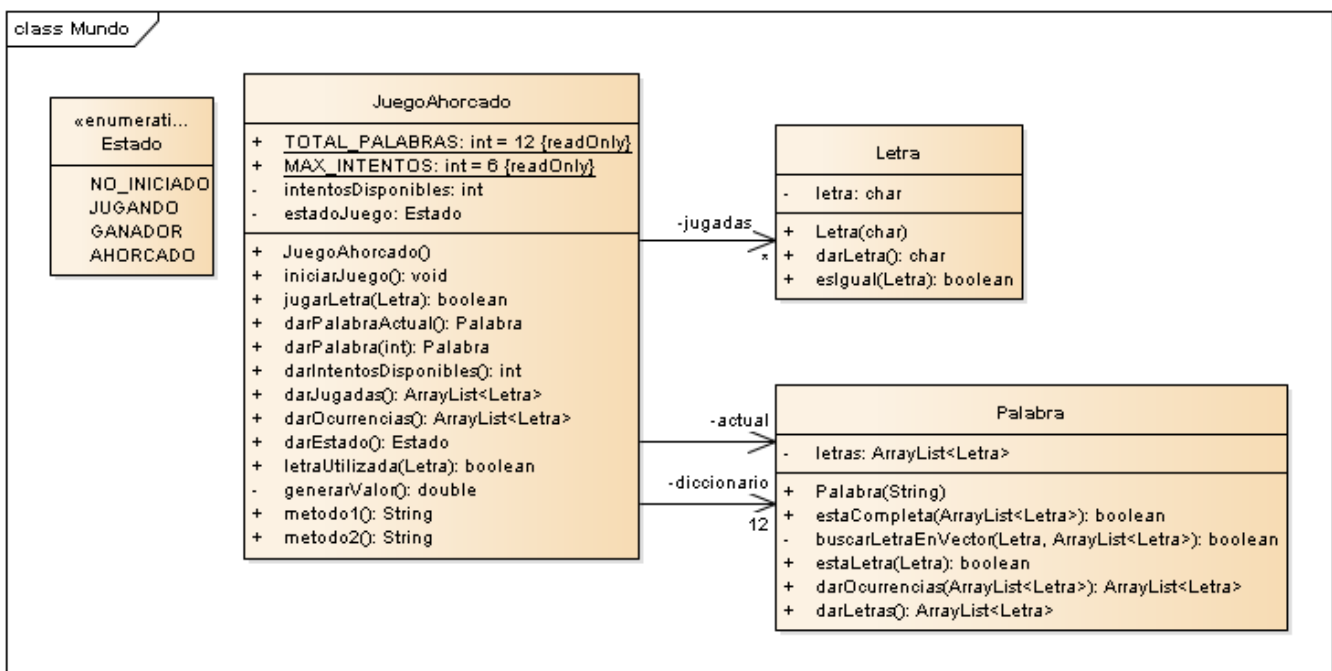 class Mundo
«enumerati...
Estado
NO_INICIADO
JUGANDO
GANADOR
AHORCADO
JuegoAhorcado
+ TOTAL_PALABRAS: int = 12 {readOnly}
+ MAX_INTENTOS: int = 6 {readOnly}
- intentosDisponibles: int
- estadoJuego: Estado
+ JuegoAhorcado()
+ iniciarJuego(): void
+ jugarLetra(Letra): boolean
+ darPalabraActual(): Palabra
+ darPalabra(int): Palabra
+ darIntentosDisponibles(): int
+ darJugadas(): ArrayList<Letra>
+ darOcurrencias(): ArrayList<Letra>
+ darEstado(): Estado
+ letraUtilizada(Letra): boolean
- generarValor(): double
+ metodo1(): String
+ metodo2(): String
-jugadas
*
Letra
- letra: char
+ Letra(char)
+ darLetra(): char
+ esIgual(Letra): boolean
-actual
-diccionario
12
Palabra
- letras: ArrayList<Letra>
+ Palabra(String)
+ estaCompleta(ArrayList<Letra>): boolean
- buscarLetraEnVector(Letra, ArrayList<Letra>): boolean
+ estaLetra(Letra): boolean
+ darOcurrencias(ArrayList<Letra>): ArrayList<Letra>
+ darLetras(): ArrayList<Letra>